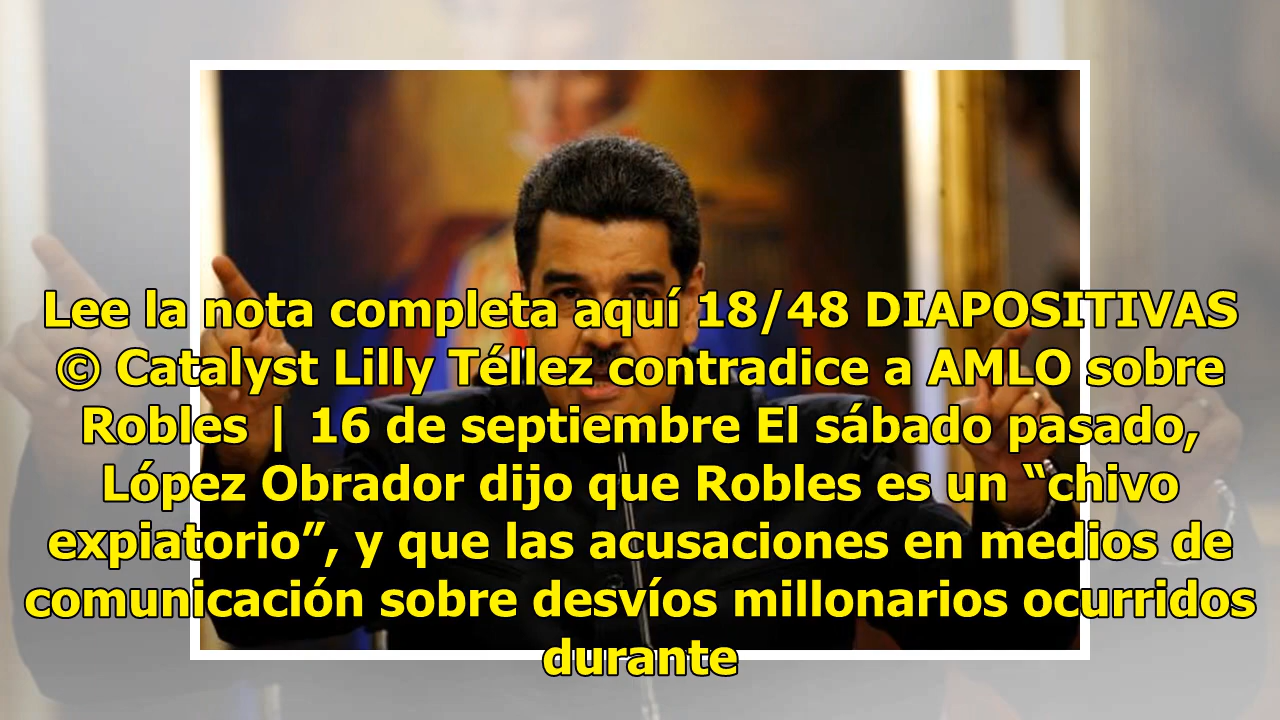 Lee la nota completa aquí 18/48 DIAPOSITIVAS
© Catalyst Lilly Téllez contradice a AMLO sobre
Robles | 16 de septiembre El sábado pasado,
López Obrador dijo que Robles es un “chivo
expiatorio”, y que las acusaciones en medios de
comunicación sobre desvíos millonarios ocurridos
durante